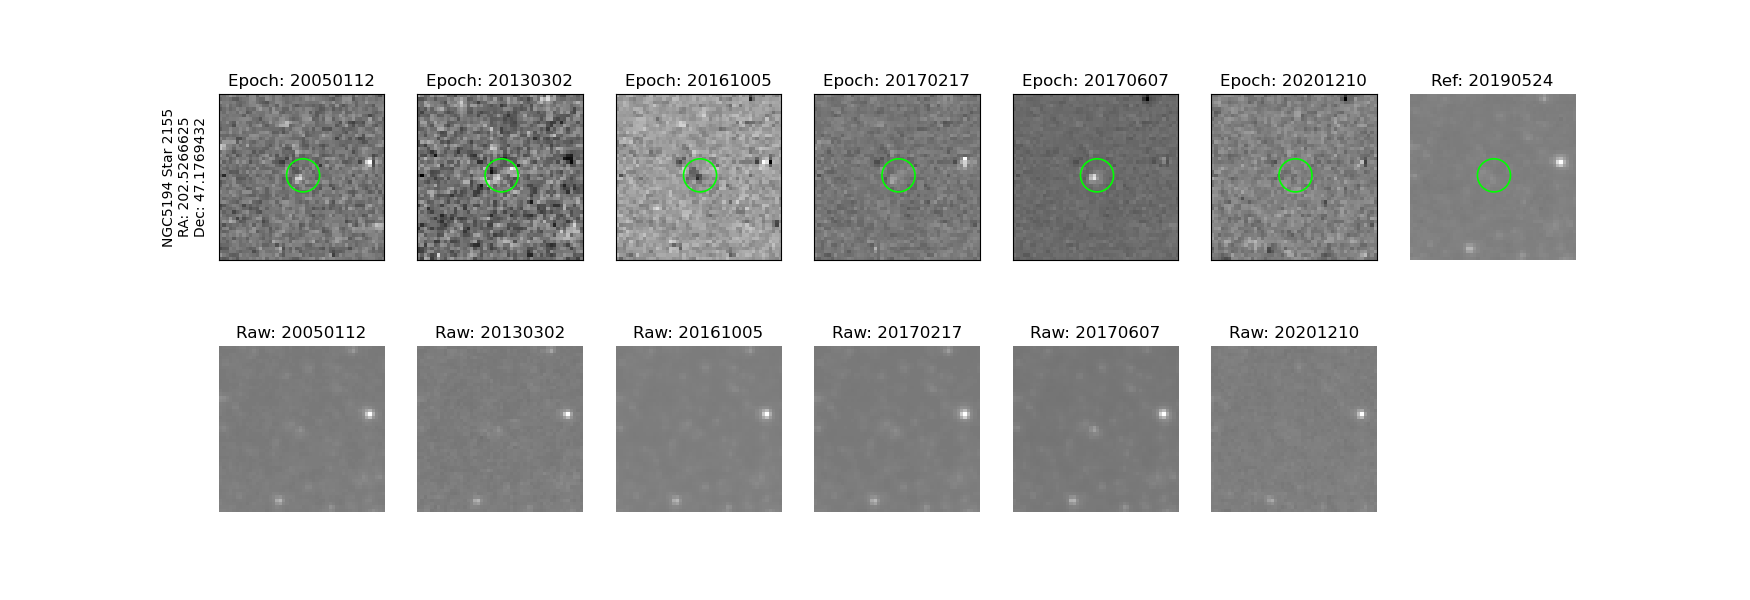 Epoch: 20050112
Epoch: 20130302
Epoch: 20161005
Epoch: 20170217
Epoch: 20170607
Epoch: 20201210
Ref: 20190524
NGC5194 Star 2155
RA: 202.5266625
Dec: 47.1769432
Raw: 20050112
Raw: 20130302
Raw: 20161005
Raw: 20170217
Raw: 20170607
Raw: 20201210